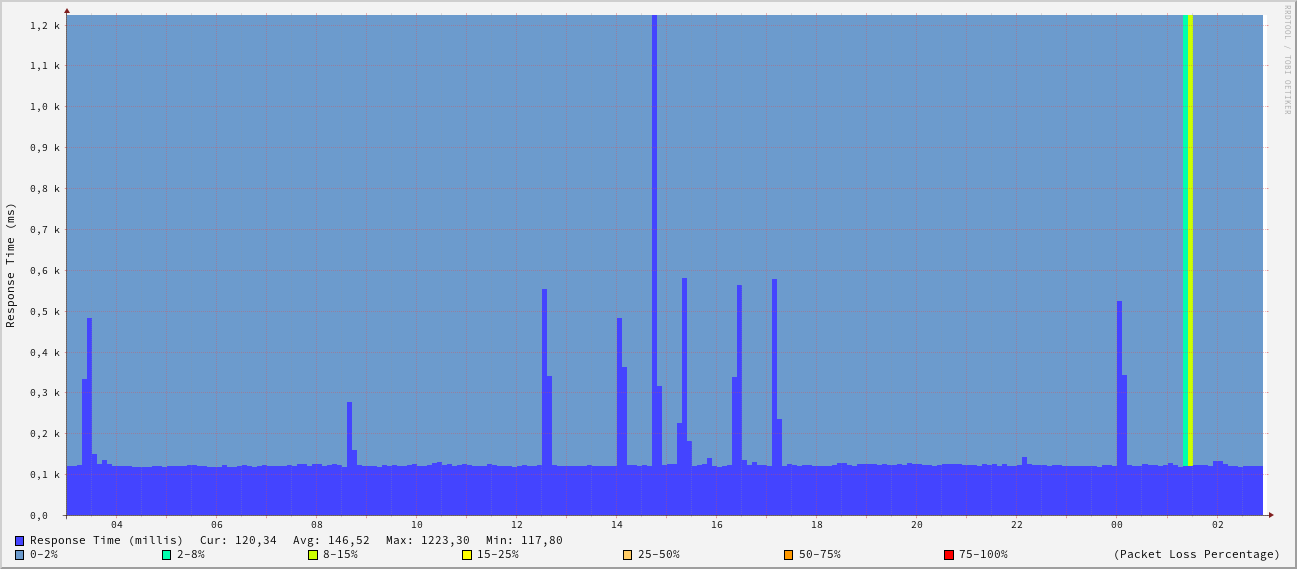 RRDTOOL / TOBI OETIKER
Response Time (ms)
1,2 k
1,1 k
1,0 k
0,9 k
0,8 k
0,7 k
0,6 k
0,5 k
0,4 k
0,3 k
0,2 k
0,1 k
0,0
04 06 08 10 12 14 16 18 20 22 00 02
Response Time (millis) Cur: 120,34 Avg: 146,52 Max: 1223,30 Min: 117,80
0-2% 2-8% 8-15% 15-25% 25-50% 50-75% 75-100% (Packet Loss Percentage)